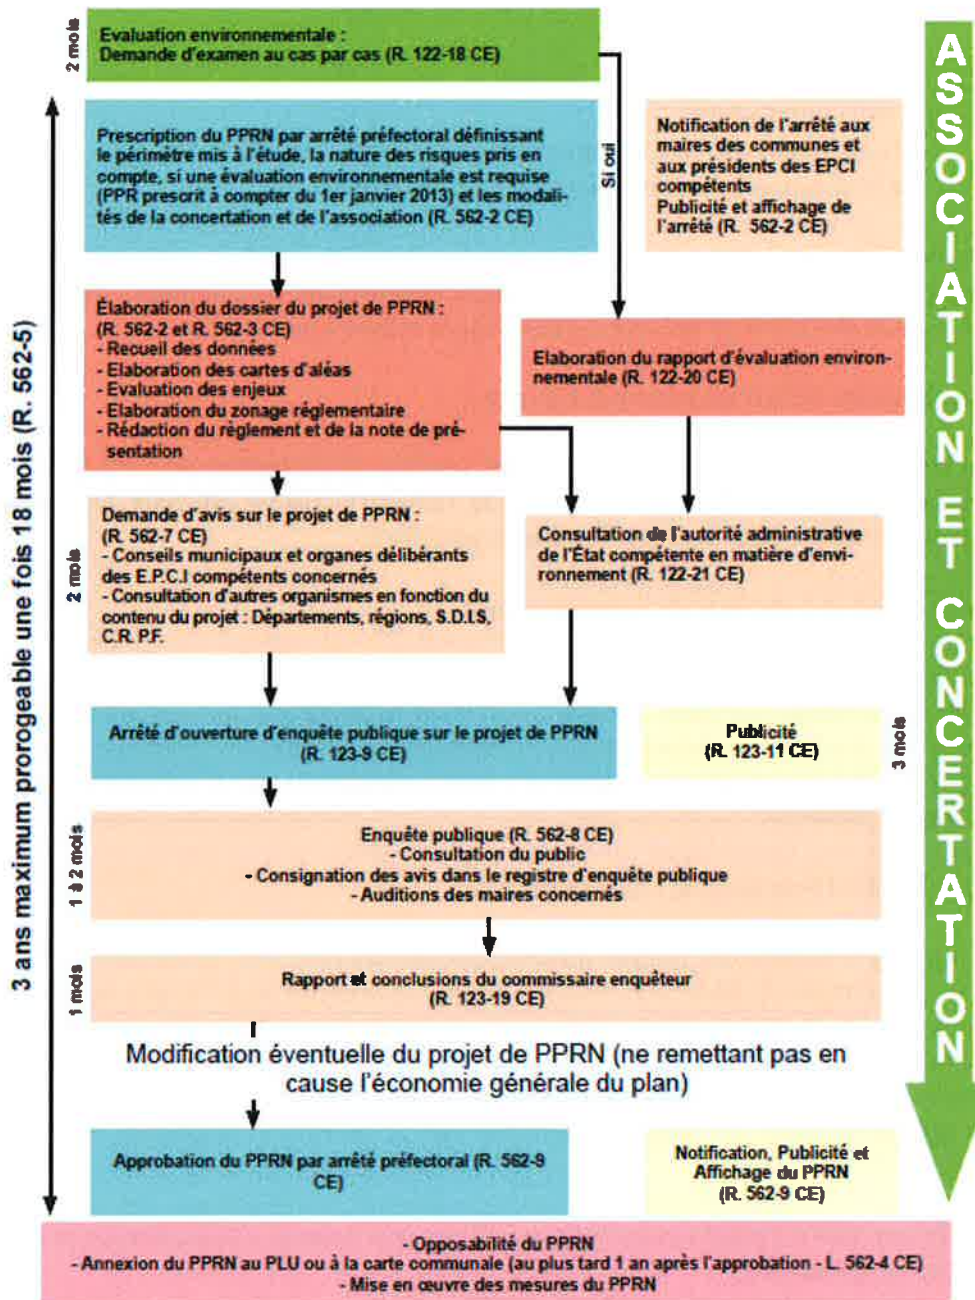 2 mois
Evaluation environnementale :
Demande d'examen au cas par cas (R. 122-18 CE)
Prescription du PPRN par arrêté préfectoral définissant
le périmètre mis à l'étude, la nature des risques pris en
compte, si une évaluation environnementale est requise
(PPR prescrit à compter du 1er janvier 2013) et les modali-
tés de la concertation et de l'association (R. 562-2 CE)
Si oui
Notification de l'arrêté aux
maires des communes et
aux présidents des EPCI
compétents
Publicité et affichage de
l'arrêté (R. 562-2 CE)
Élaboration du dossier du projet de PPRN :
(R. 562-2 et R. 562-3 CE)
- Recueil des données
- Elaboration des cartes d'aléas
- Evaluation des enjeux
- Elaboration du zonage réglementaire
- Rédaction du règlement et de la note de pré-
sentation
Elaboration du rapport d'évaluation environ-
nementale (R. 122-20 CE)
2 mois
Demande d'avis sur le projet de PPRN :
(R. 562-7 CE)
- Conseils municipaux et organes délibérants
des E.P.C.I compétents concernés
- Consultation d'autres organismes en fonction du
contenu du projet : Départements, régions, S.D.I.S,
C.R. P.F.
Consultation de l'autorité administrative
de l'État compétente en matière d'envi-
ronnement (R. 122-21 CE)
Arrêté d'ouverture d'enquête publique sur le projet de PPRN
(R. 123-9 CE)
Publicité
(R. 123-11 CE)
3 mois
1 à 2 mois
Enquête publique (R. 562-8 CE)
- Consultation du public
- Consignation des avis dans le registre d'enquête publique
- Auditions des maires concernés
1 mois
Rapport et conclusions du commissaire enquêteur
(R. 123-19 CE)
Modification éventuelle du projet de PPRN (ne remettant pas en
cause l'économie générale du plan)
Approbation du PPRN par arrêté préfectoral (R. 562-9
CE)
Notification, Publicité et
Affichage du PPRN
(R. 562-9 CE)
- Opposabilité du PPRN
- Annexion du PPRN au PLU ou à la carte communale (au plus tard 1 an après l'approbation - L. 562-4 CE)
- Mise en œuvre des mesures du PPRN
3 ans maximum prorogeable une fois 18 mois (R. 562-5)
ASSOCIATION ET CONCERTATION